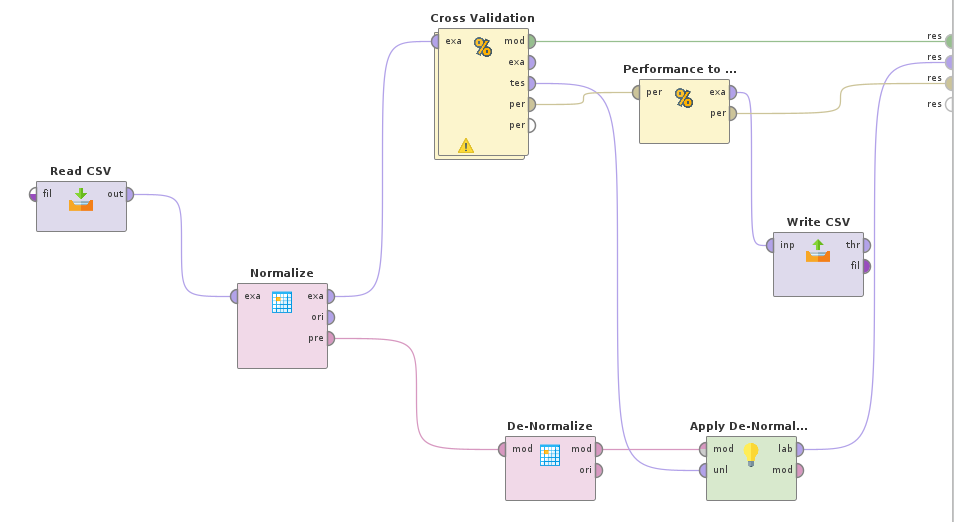 Cross Validation
exa
mod
exa
tes
per
per
Performance to ...
per
exa
per
res
res
res
res
Read CSV
fil
out
Write CSV
inp
thr
fil
Normalize
exa
exa
ori
pre
De-Normalize
mod
mod
ori
Apply De-Normal...
mod
lab
unl
mod